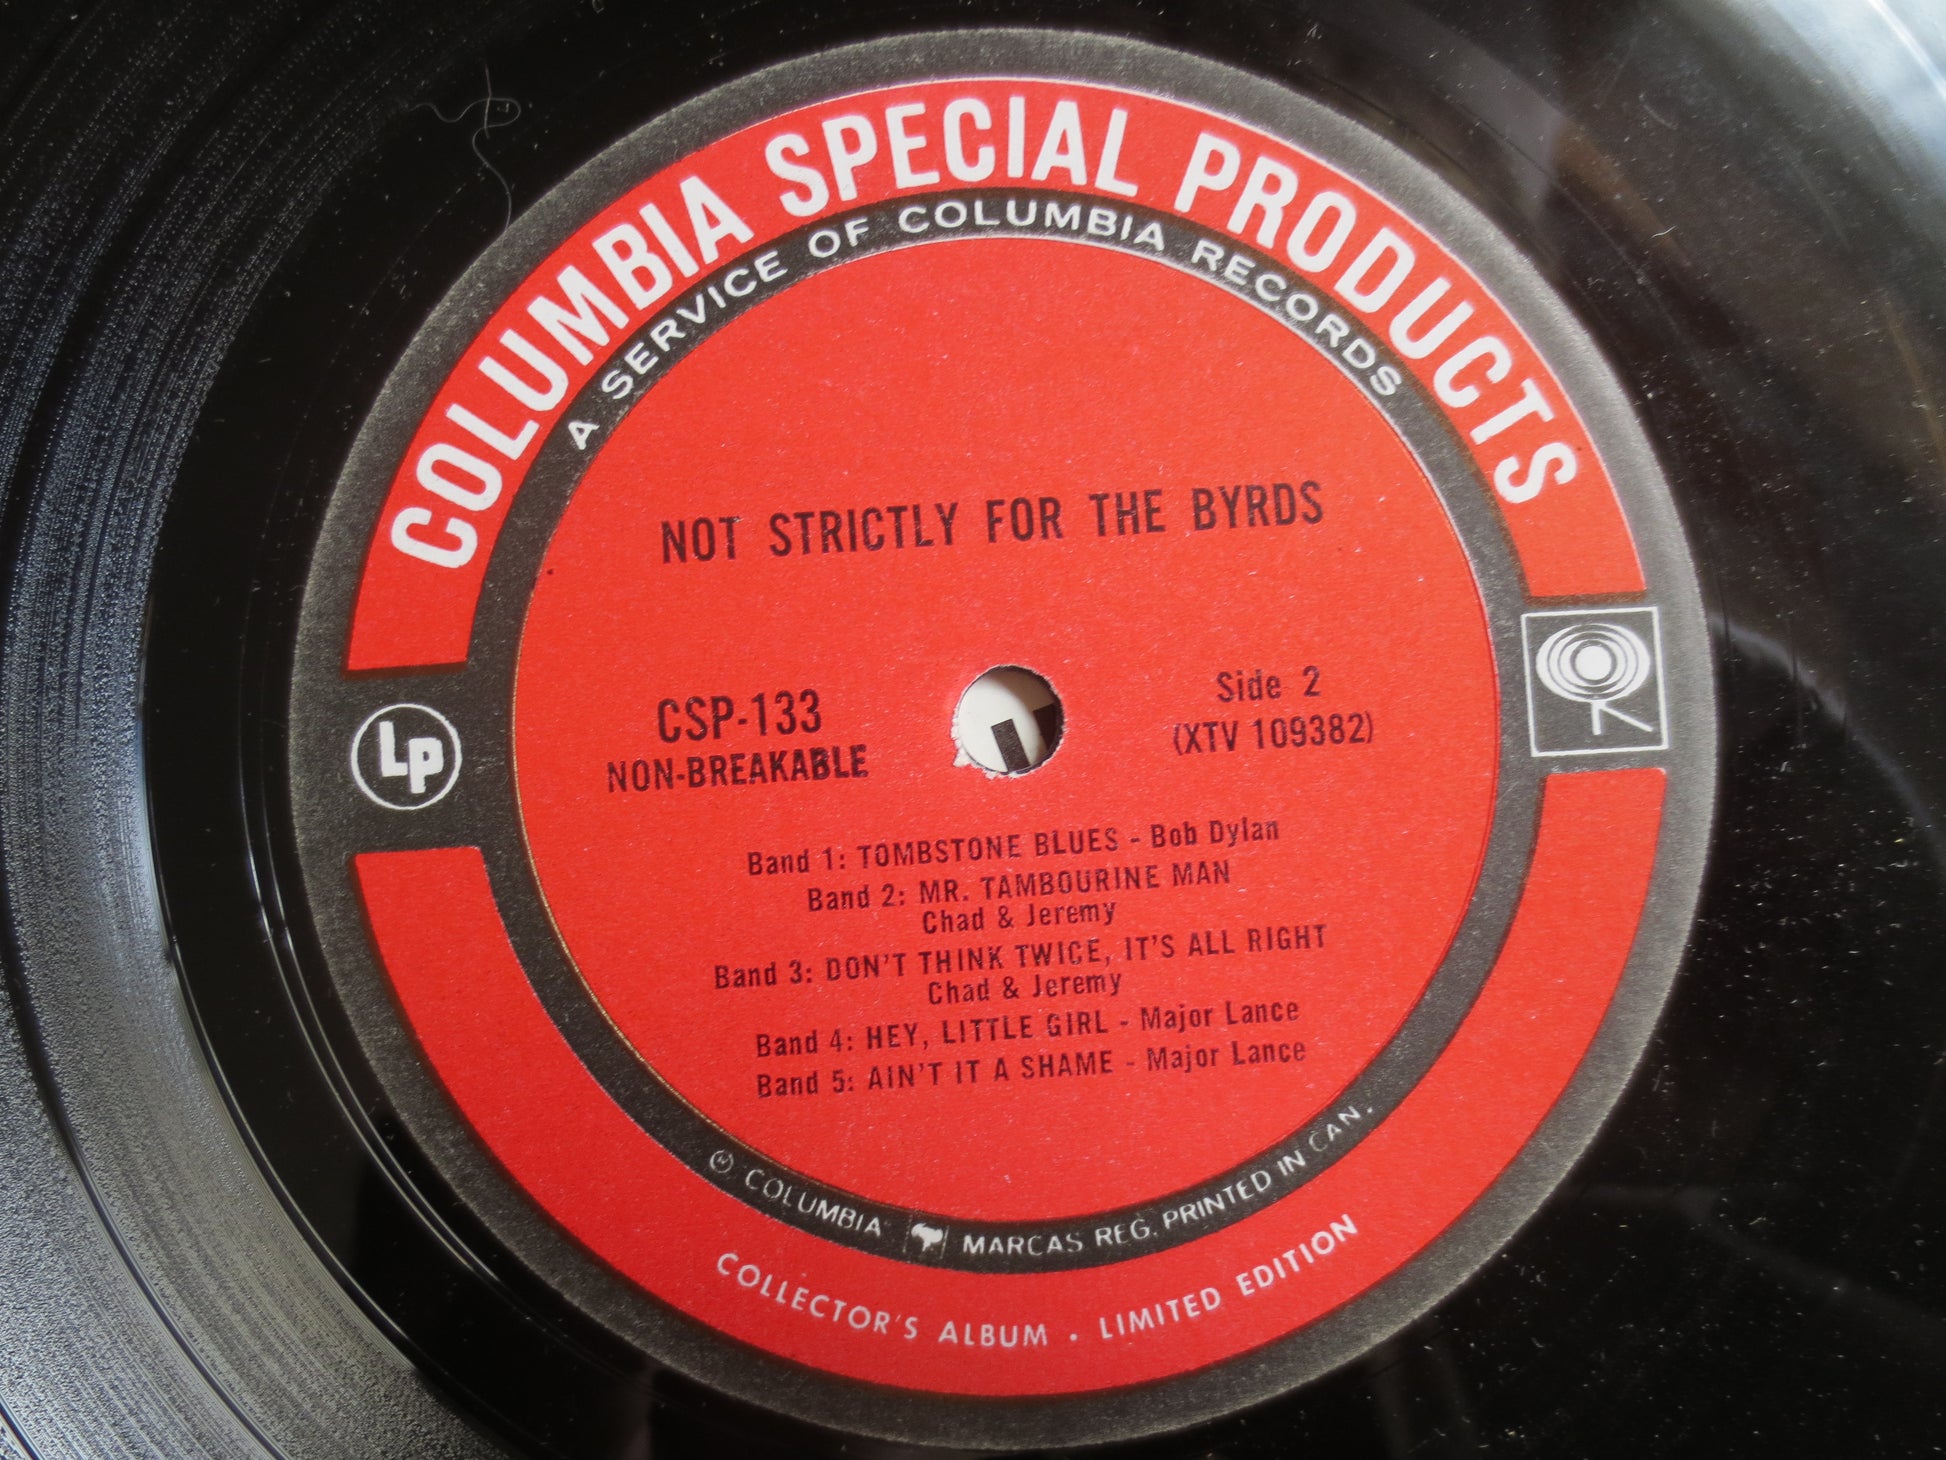 COLUMBIA SPECIAL PRODUCTS
A SERVICE OF COLUMBIA RECORDS
NOT STRICTLY FOR THE BYRDS
CSP-133
NON-BREAKABLE
Side 2
(XTV 109382)
LP
Band 1: TOMBSTONE BLUES - Bob Dylan
Band 2: MR. TAMBOURINE MAN
Chad & Jeremy
Band 3: DON'T THINK TWICE, IT'S ALL RIGHT
Chad & Jeremy
Band 4: HEY, LITTLE GIRL - Major Lance
Band 5: AIN'T IT A SHAME - Major Lance
COLUMBIA MARCAS REG. PRINTED IN CAN.
COLLECTOR'S ALBUM • LIMITED EDITION